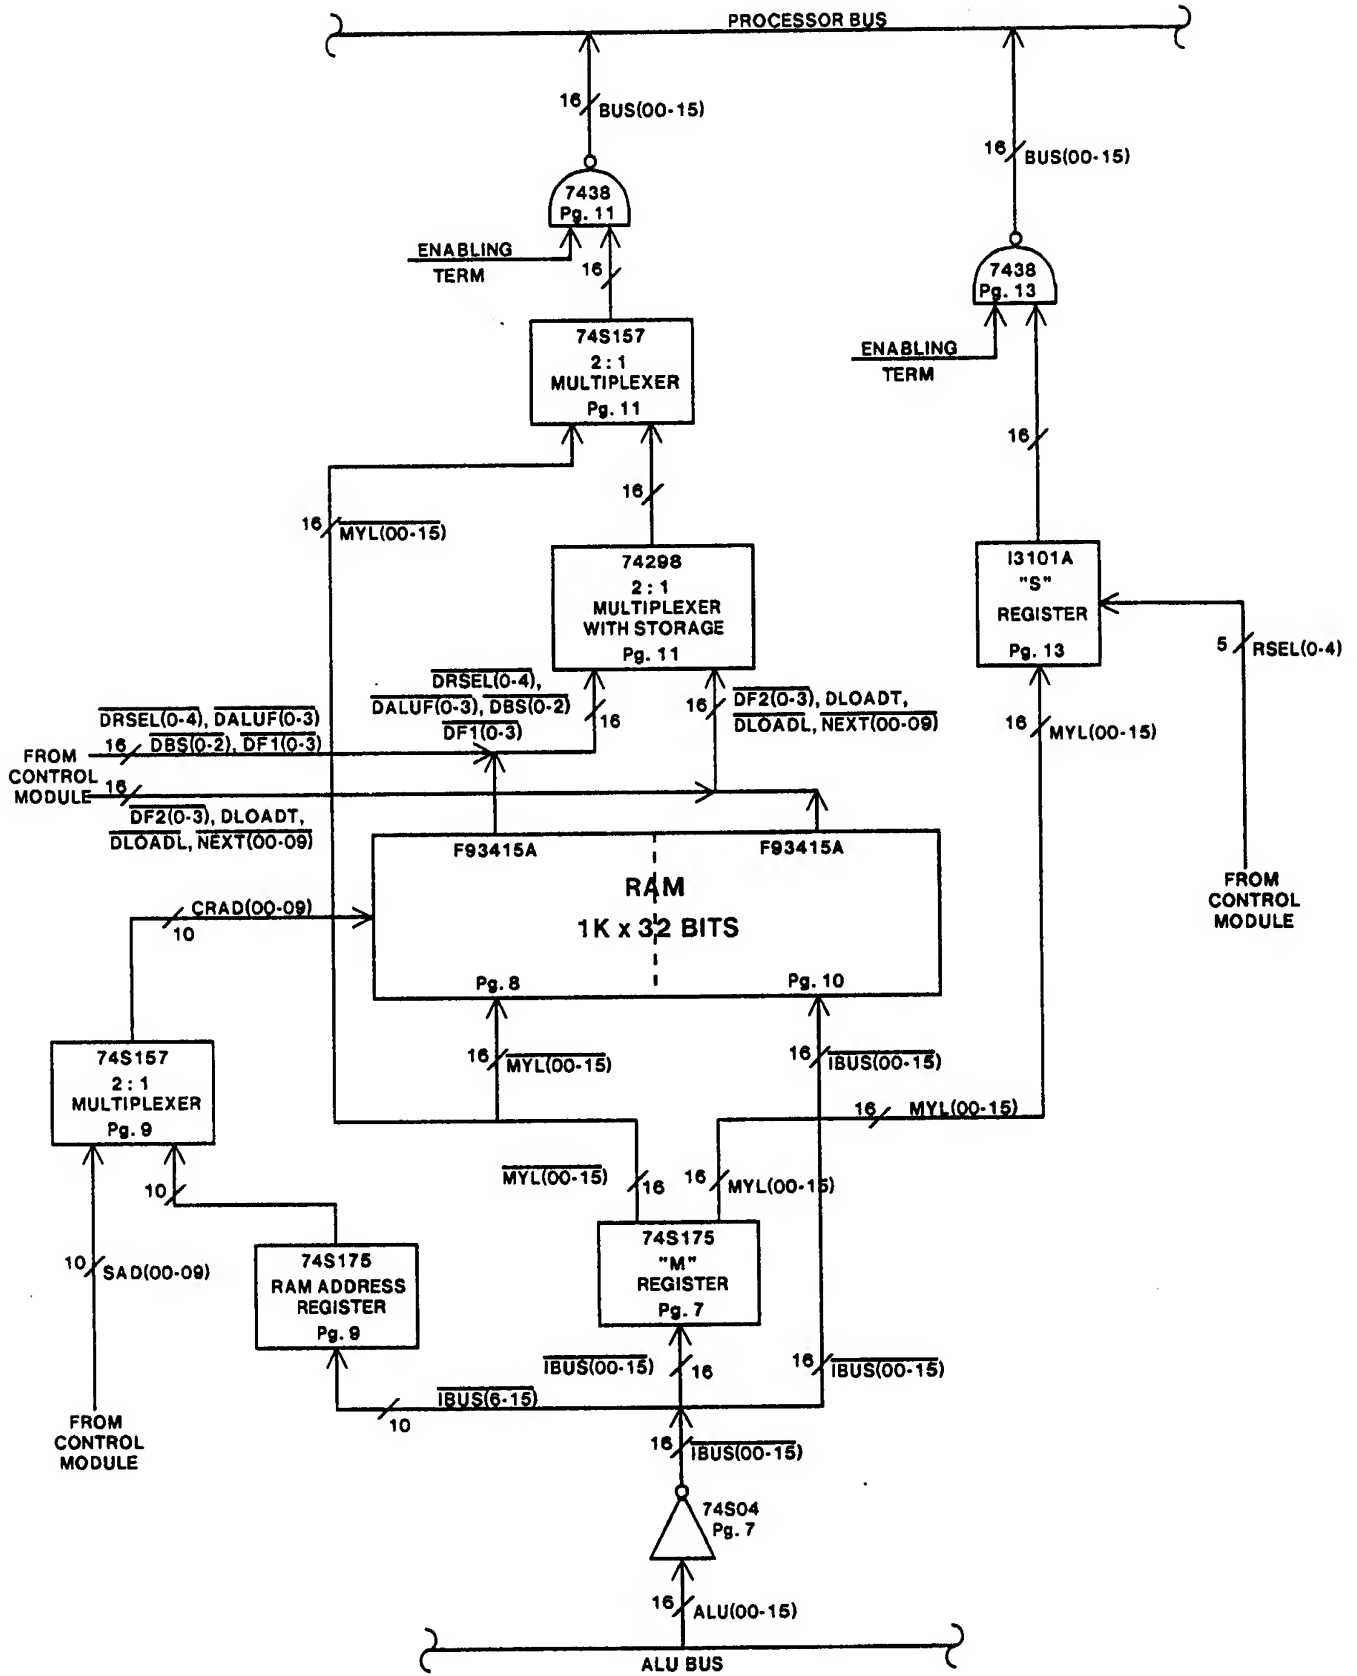 PROCESSOR BUS
16 BUS(00-15)
16 BUS(00-15)
7438
Pg. 11
ENABLING
TERM
16
7438
Pg. 13
ENABLING
TERM
74S157
2:1
MULTIPLEXER
Pg. 11
16
16
16 MYL(00-15)
74298
2:1
MULTIPLEXER
WITH STORAGE
Pg. 11
I3101A
"S"
REGISTER
Pg. 13
5 RSEL(0-4)
DRSEL(0-4),
DALUF(0-3), DBS(0-2)
DF1(0-3)
16
16
DF2(0-3), DLOADT,
DLOADL, NEXT(00-09)
16 MYL(00-15)
DRSEL(0-4), DALUF(0-3)
16 DBS(0-2), DF1(0-3)
FROM
CONTROL
MODULE
16
DF2(0-3), DLOADT,
DLOADL, NEXT(00-09)
F93415A
F93415A
RAM
1K x 32 BITS
Pg. 8
Pg. 10
CRAD(00-09)
10
FROM
CONTROL
MODULE
74S157
2:1
MULTIPLEXER
Pg. 9
16 MYL(00-15)
16 IBUS(00-15)
16 MYL(00-15)
MYL(00-15)
16
16 MYL(00-15)
10
10 SAD(00-09)
74S175
RAM ADDRESS
REGISTER
Pg. 9
74S175
"M"
REGISTER
Pg. 7
IBUS(00-15)
16
16 IBUS(00-15)
IBUS(6-15)
10
FROM
CONTROL
MODULE
16 IBUS(00-15)
74S04
Pg. 7
16 ALU(00-15)
ALU BUS